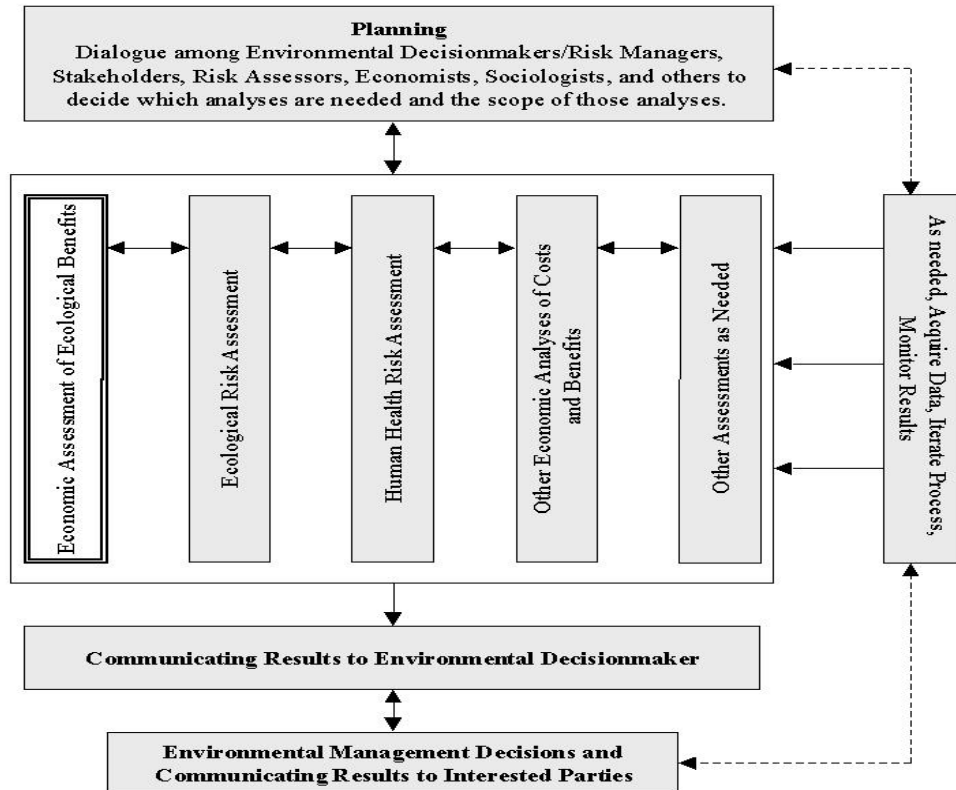 Planning
Dialogue among Environmental Decisionmakers/Risk Managers,
Stakeholders, Risk Assessors, Economists, Sociologists, and others to
decide which analyses are needed and the scope of those analyses.
Economic Assessment of Ecological Benefits
Ecological Risk Assessment
Human Health Risk Assessment
Other Economic Analyses of Costs
and Benefits
Other Assessments as Needed
As needed, Acquire Data, Iterate Process,
Monitor Results
Communicating Results to Environmental Decisionmaker
Environmental Management Decisions and
Communicating Results to Interested Parties